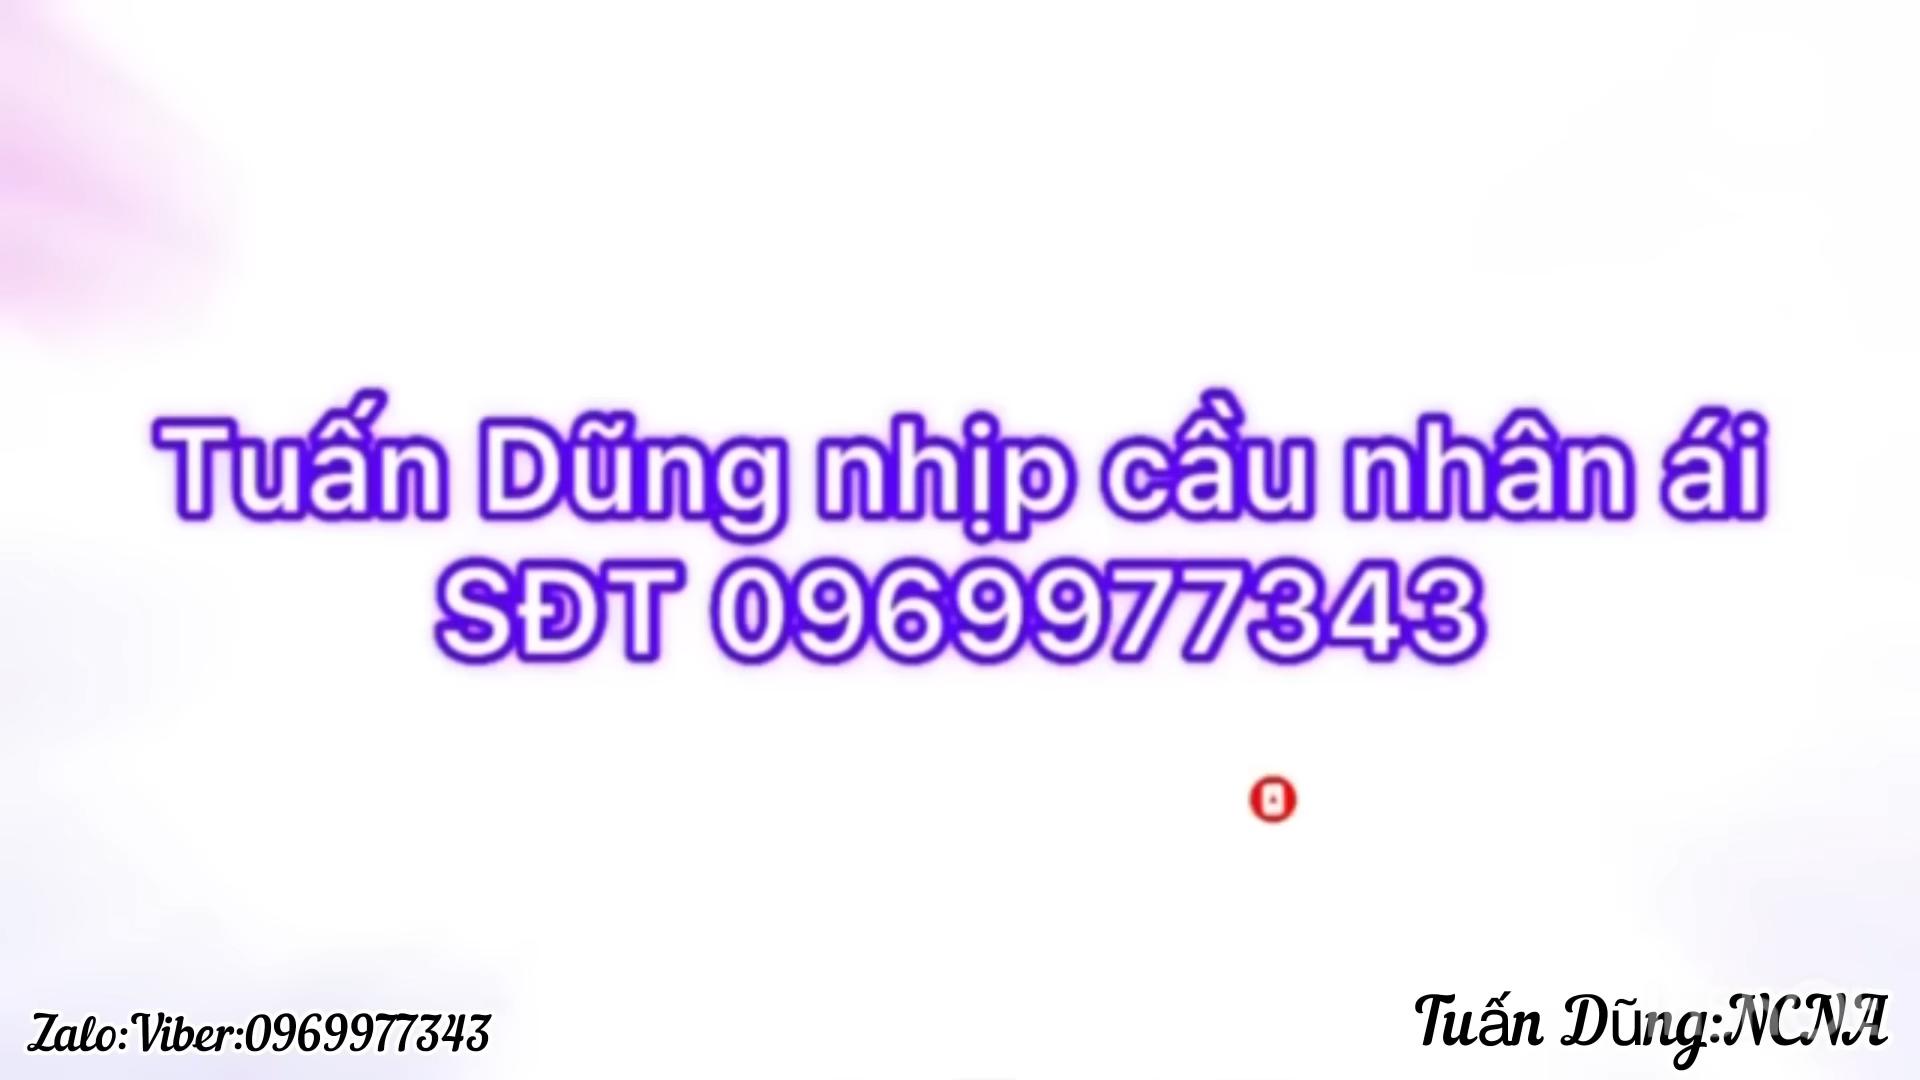 Tuấn Dũng nhịp cầu nhân ái
SĐT 0969977343
Zalo:Viber:0969977343
Tuấn Dũng:NCNA